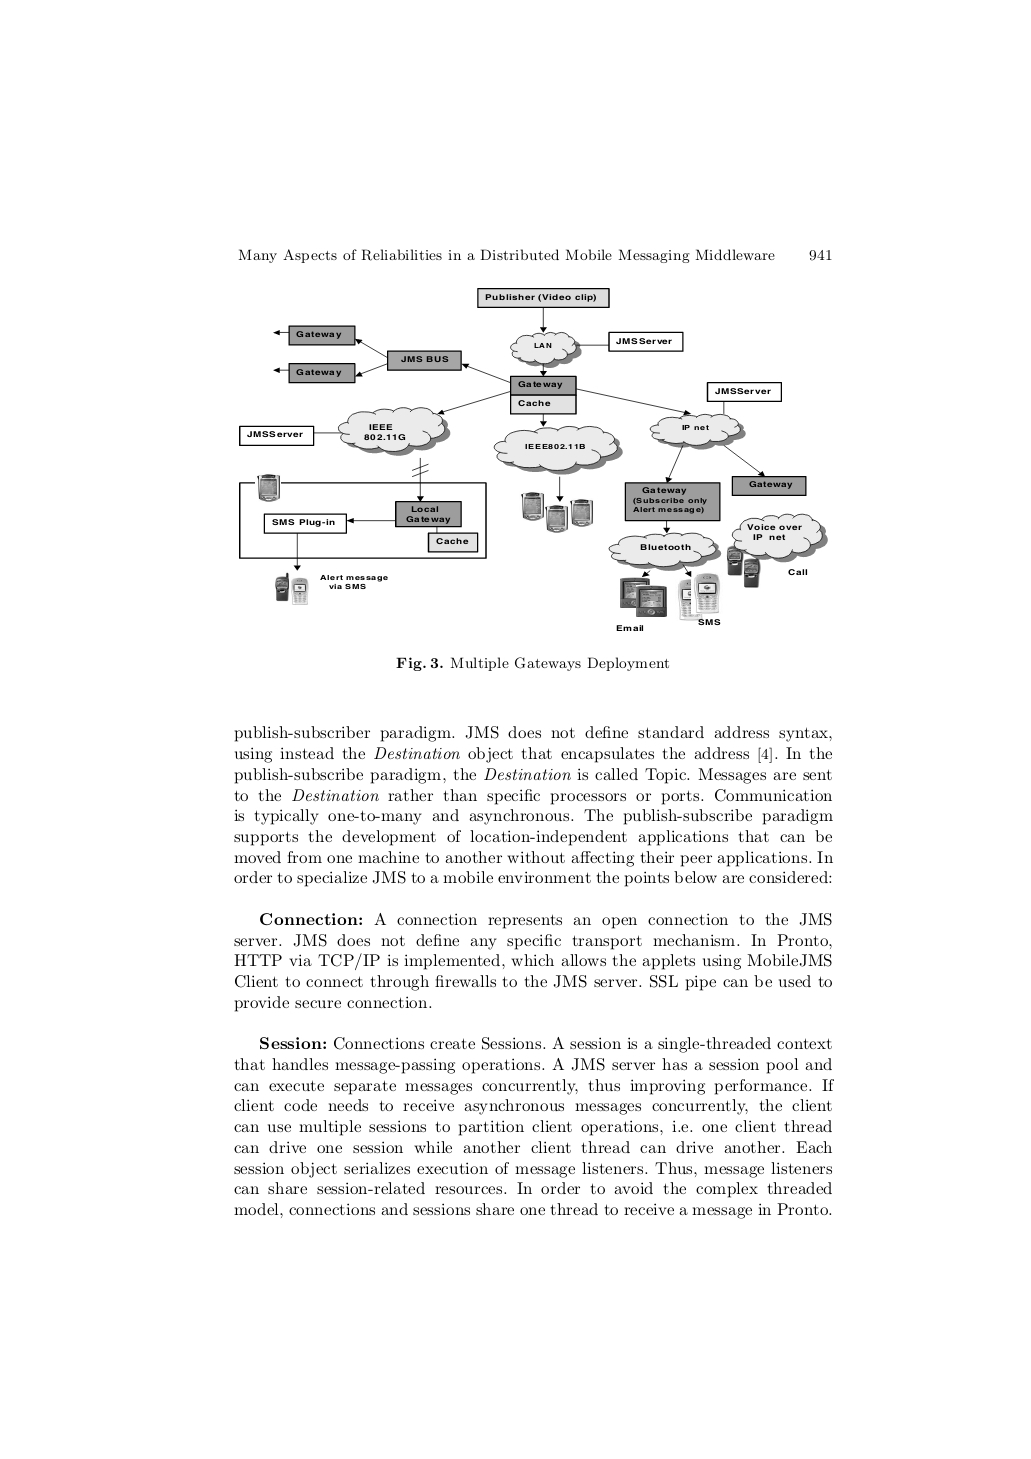 Many Aspects of Reliabilities in a Distributed Mobile Messaging Middleware 941
Publisher (Video clip)
Gateway
LAN
JMSServer
JMS BUS
Gateway
Gateway
Cache
JMSServer
IEEE
802.11G
JMSServer
IEEE802.11B
IP net
Gateway
Gateway
(Subscribe only
Alert message)
Local
Gateway
SMS Plug-in
Cache
Voice over
IP net
Bluetooth
Call
Alert message
via SMS
SMS
Email
Fig. 3. Multiple Gateways Deployment
publish-subscriber paradigm. JMS does not define standard address syntax,
using instead the Destination object that encapsulates the address [4]. In the
publish-subscribe paradigm, the Destination is called Topic. Messages are sent
to the Destination rather than specific processors or ports. Communication
is typically one-to-many and asynchronous. The publish-subscribe paradigm
supports the development of location-independent applications that can be
moved from one machine to another without affecting their peer applications. In
order to specialize JMS to a mobile environment the points below are considered:
Connection: A connection represents an open connection to the JMS
server. JMS does not define any specific transport mechanism. In Pronto,
HTTP via TCP/IP is implemented, which allows the applets using MobileJMS
Client to connect through firewalls to the JMS server. SSL pipe can be used to
provide secure connection.
Session: Connections create Sessions. A session is a single-threaded context
that handles message-passing operations. A JMS server has a session pool and
can execute separate messages concurrently, thus improving performance. If
client code needs to receive asynchronous messages concurrently, the client
can use multiple sessions to partition client operations, i.e. one client thread
can drive one session while another client thread can drive another. Each
session object serializes execution of message listeners. Thus, message listeners
can share session-related resources. In order to avoid the complex threaded
model, connections and sessions share one thread to receive a message in Pronto.